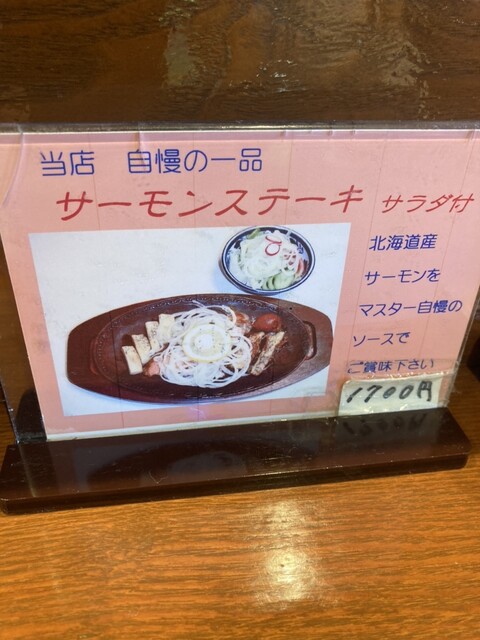 当店 自慢の一品
サーモンステーキ サラダ付
北海道産
サーモンを
マスター自慢の
ソースで
ご賞味下さい
1700円